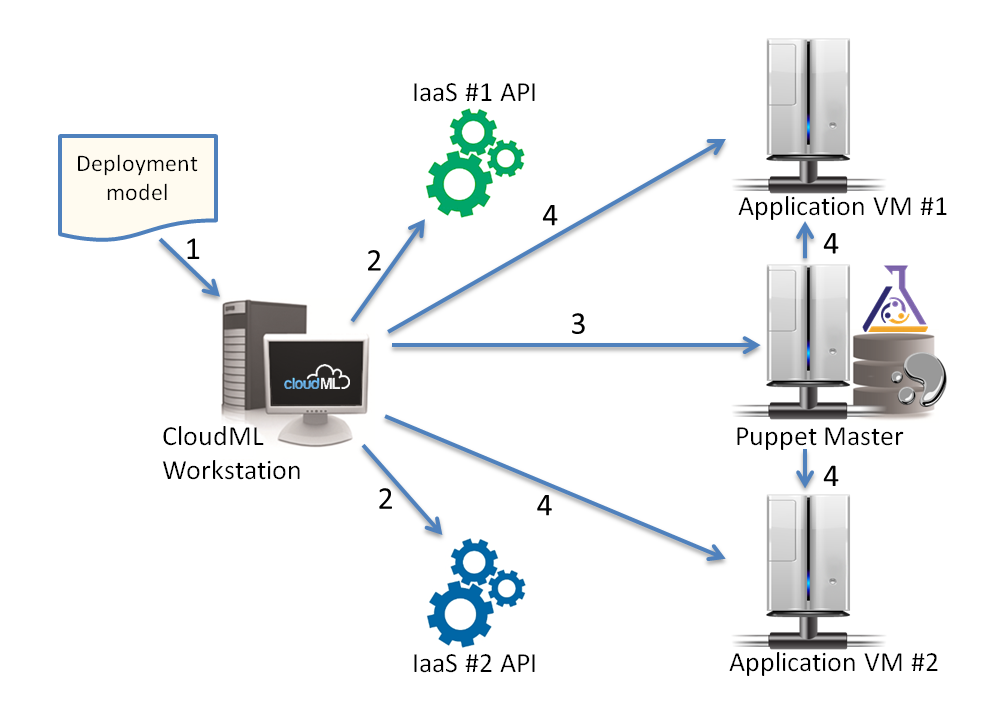 IaaS #1 API
Deployment
model
4
Application VM #1
1
2
4
3
cloudML
CloudML
Workstation
Puppet Master
2
4
4
IaaS #2 API
Application VM #2